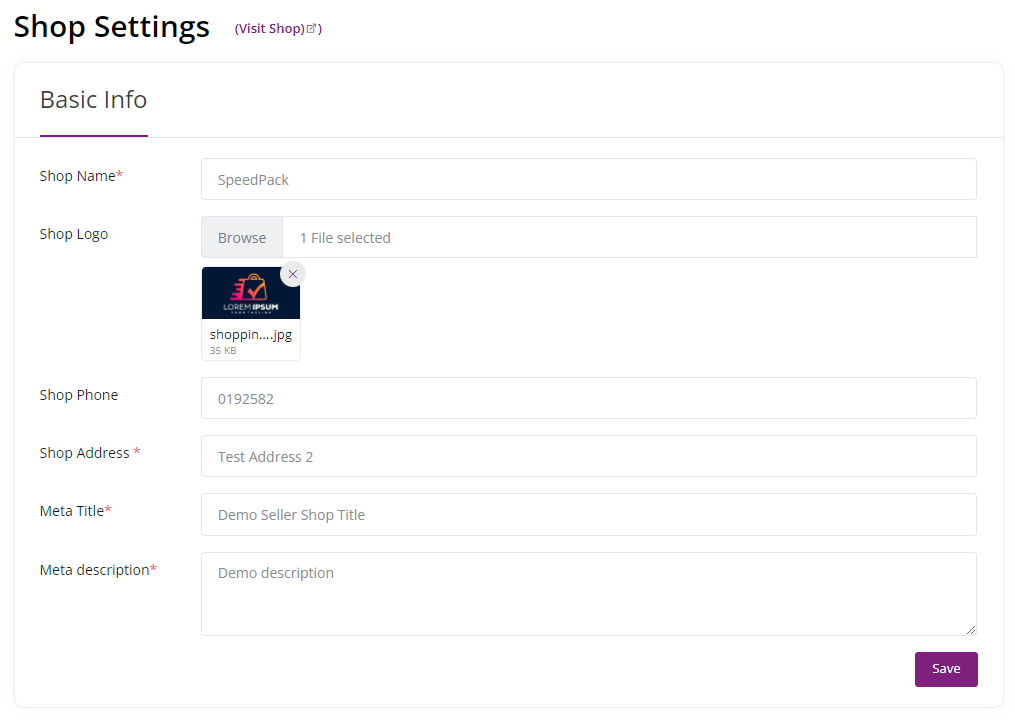 Shop Settings (Visit Shop)
Basic Info
Shop Name*
SpeedPack
Shop Logo
Browse
1 File selected
LOREM IPSUM
shoppin....jpg
35 KB
Shop Phone
0192582
Shop Address *
Test Address 2
Meta Title*
Demo Seller Shop Title
Meta description*
Demo description
Save